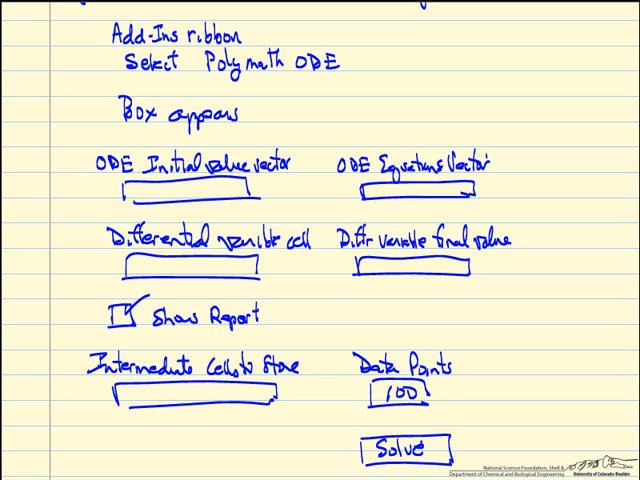 Add-Ins ribbon
Select Polymath ODE
Box appears
ODE Initial value vector ODE Equations Vector
Differential variable cell Diff variable final value
Show Report
Intermediate Cells to Store Data Points
100
Solve
National Science Foundation, Shell &
Department of Chemical and Biological Engineering University of Colorado Boulder